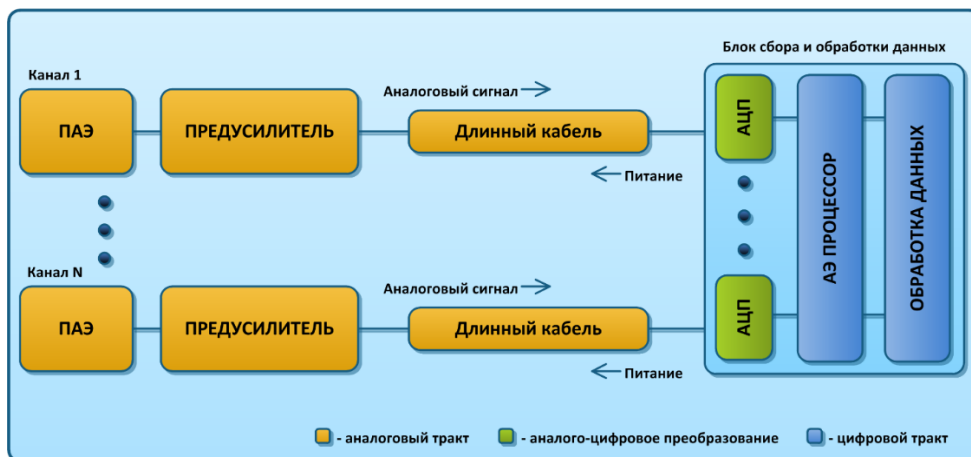 Блок сбора и обработки данных
Канал 1
ПАЭ
ПРЕДУСИЛИТЕЛЬ
Аналоговый сигнал
Длинный кабель
Питание
АЦП
АЭ ПРОЦЕССОР
ОБРАБОТКА ДАННЫХ
Канал N
ПАЭ
ПРЕДУСИЛИТЕЛЬ
Аналоговый сигнал
Длинный кабель
Питание
АЦП
- аналоговый тракт
- аналого-цифровое преобразование
- цифровой тракт